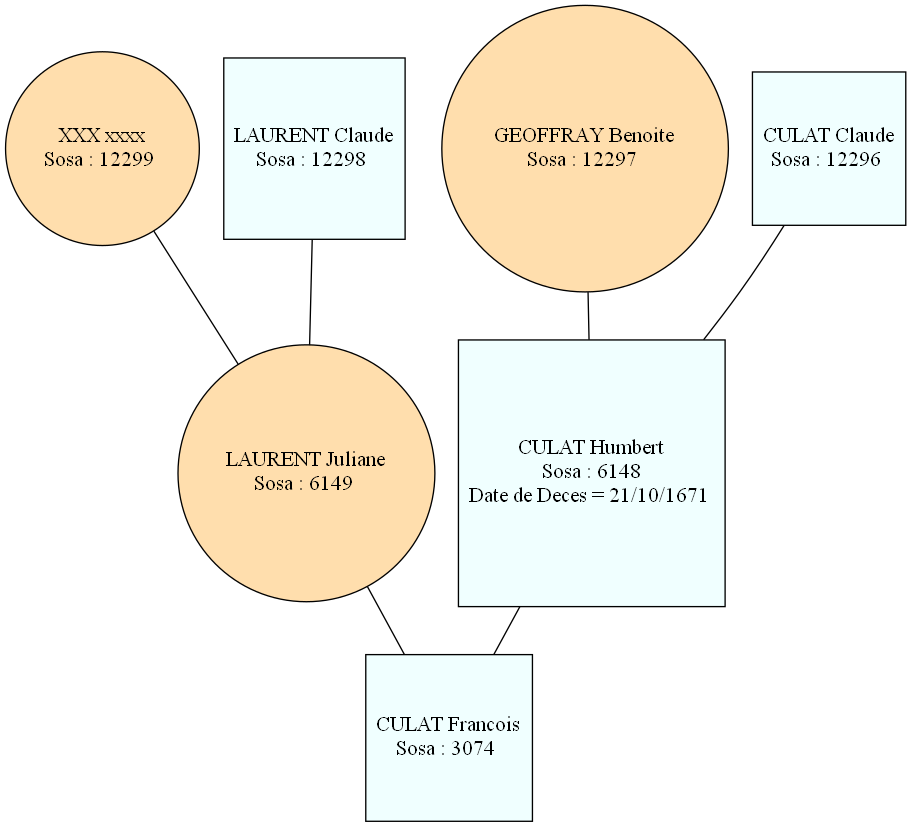 XXX xxxx
Sosa : 12299
LAURENT Claude
Sosa : 12298
GEOFFRAY Benoite
Sosa : 12297
CULAT Claude
Sosa : 12296
LAURENT Juliane
Sosa : 6149
CULAT Humbert
Sosa : 6148
Date de Deces = 21/10/1671
CULAT Francois
Sosa : 3074